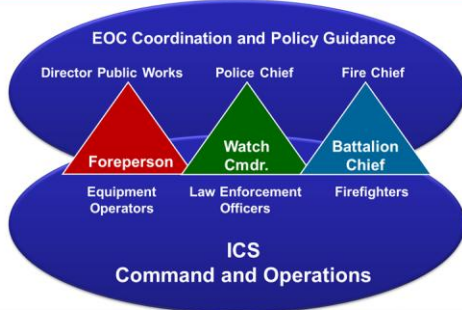 EOC Coordination and Policy Guidance
Director Public Works
Police Chief
Fire Chief
Foreperson
Watch
Cmdr.
Battalion
Chief
Equipment
Operators
Law Enforcement
Officers
Firefighters
ICS
Command and Operations